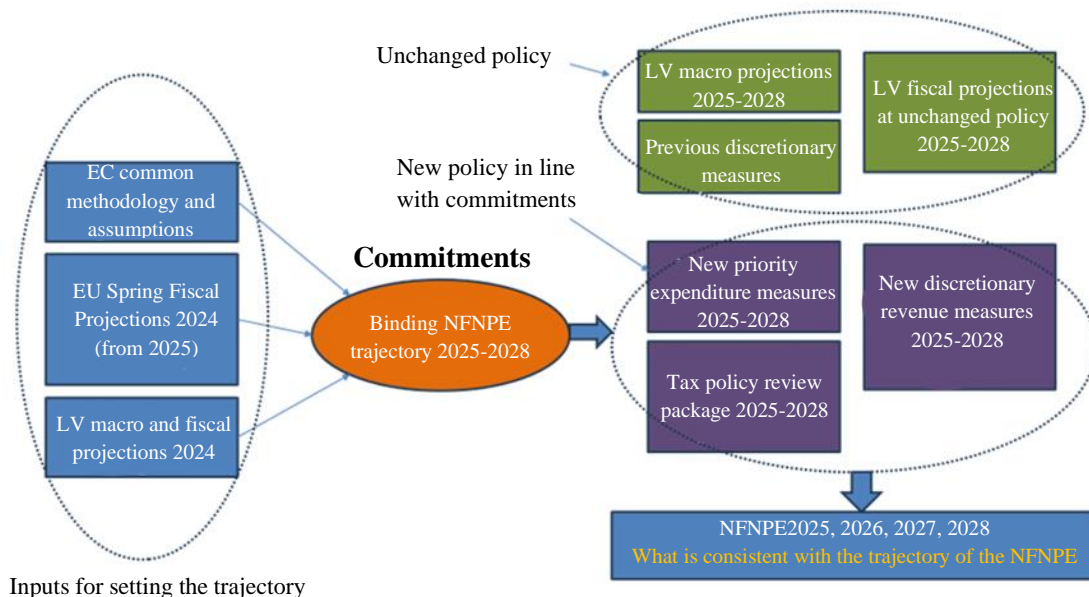 Unchanged policy
LV macro projections
2025-2028
LV fiscal projections
at unchanged policy
2025-2028
Previous discretionary
measures
New policy in line
with commitments
EC common
methodology and
assumptions
EU Spring Fiscal
Projections 2024
(from 2025)
LV macro and fiscal
projections 2024
Commitments
Binding NFNPE
trajectory 2025-2028
New priority
expenditure measures
2025-2028
New discretionary
revenue measures
2025-2028
Tax policy review
package 2025-2028
NFNPE2025, 2026, 2027, 2028
What is consistent with the trajectory of the NFNPE
Inputs for setting the trajectory